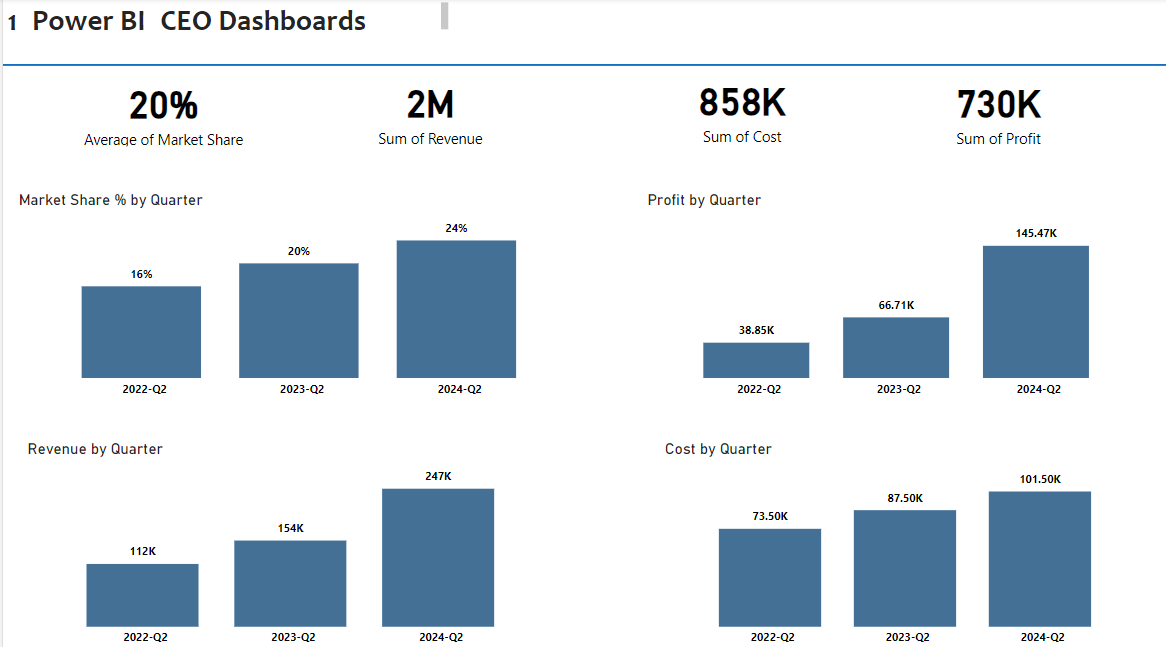 1 Power BI CEO Dashboards
20%
Average of Market Share
2M
Sum of Revenue
858K
Sum of Cost
730K
Sum of Profit
Market Share % by Quarter
24%
20%
16%
2022-Q2 2023-Q2 2024-Q2
Profit by Quarter
145.47K
66.71K
38.85K
2022-Q2 2023-Q2 2024-Q2
Revenue by Quarter
247K
154K
112K
2022-Q2 2023-Q2 2024-Q2
Cost by Quarter
101.50K
87.50K
73.50K
2022-Q2 2023-Q2 2024-Q2